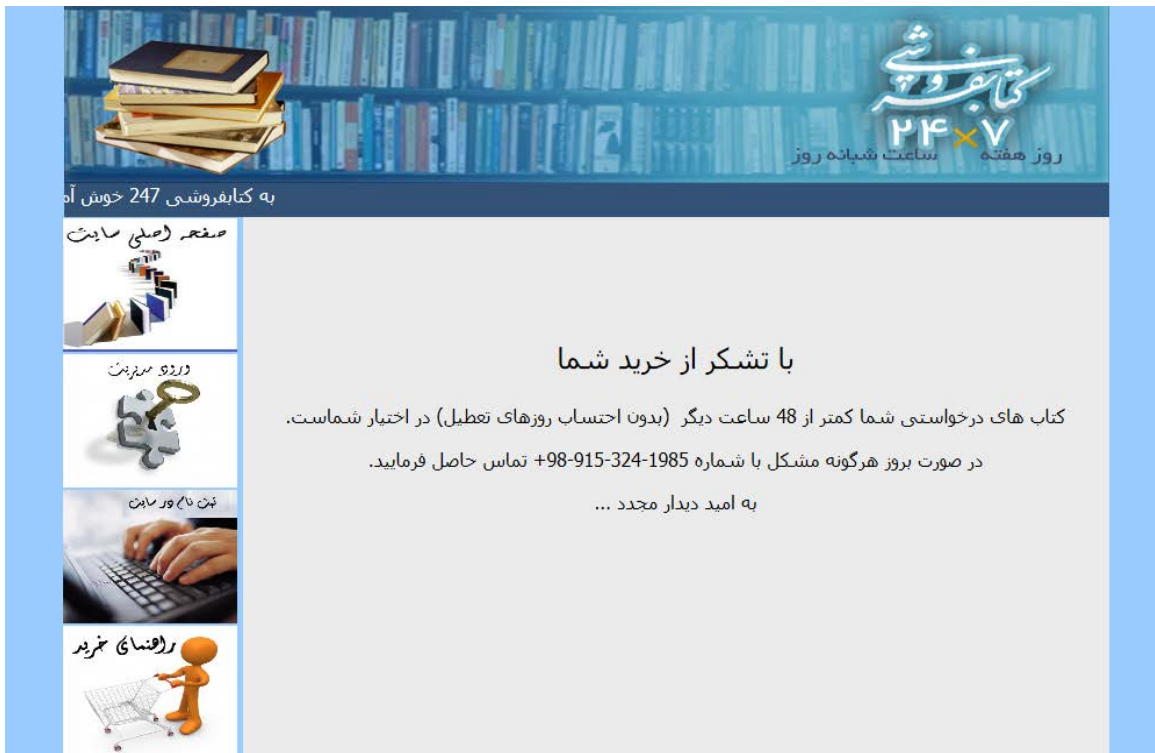 کتابفروشی
۲۴×۷
روز هفته ساعت شبانه روز
به کتابفروشی 247 خوش آم
صفحه اصلی سایت
ورود مدیریت
ثبت نام در سایت
راهنمای خرید
با تشکر از خرید شما
کتاب های درخواستی شما کمتر از 48 ساعت دیگر (بدون احتساب روزهای تعطیل) در اختیار شماست.
در صورت بروز هرگونه مشکل با شماره 1985-324-915-98+ تماس حاصل فرمایید.
به امید دیدار مجدد ...